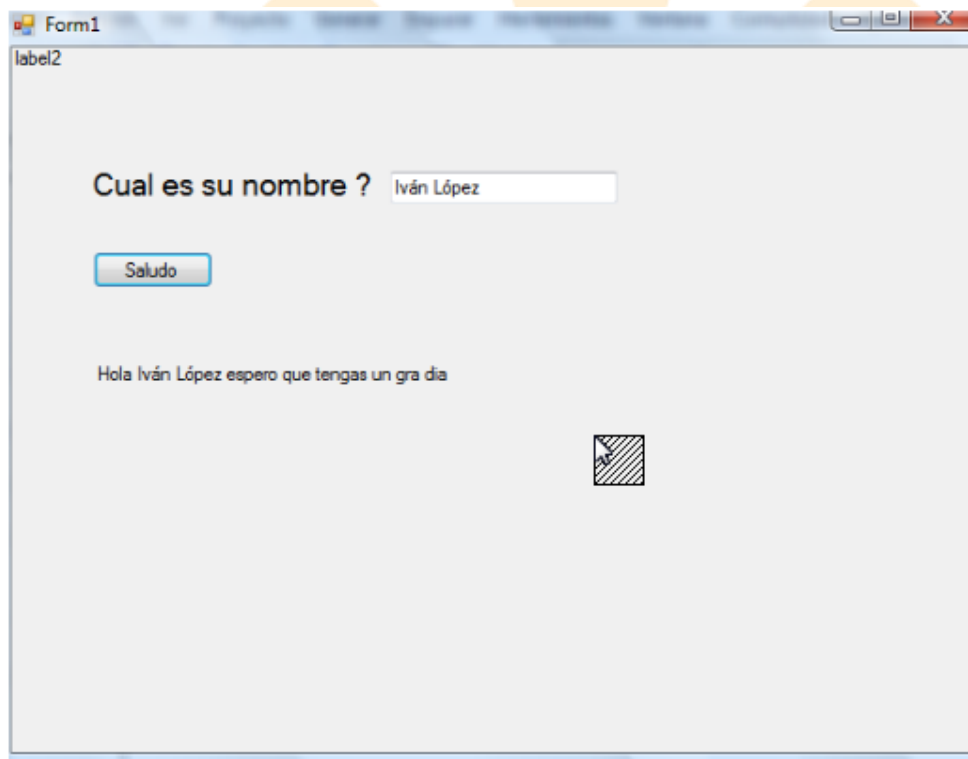 Form1
label2
Cual es su nombre ? Iván López
Saludo
Hola Iván López espero que tengas un gra dia